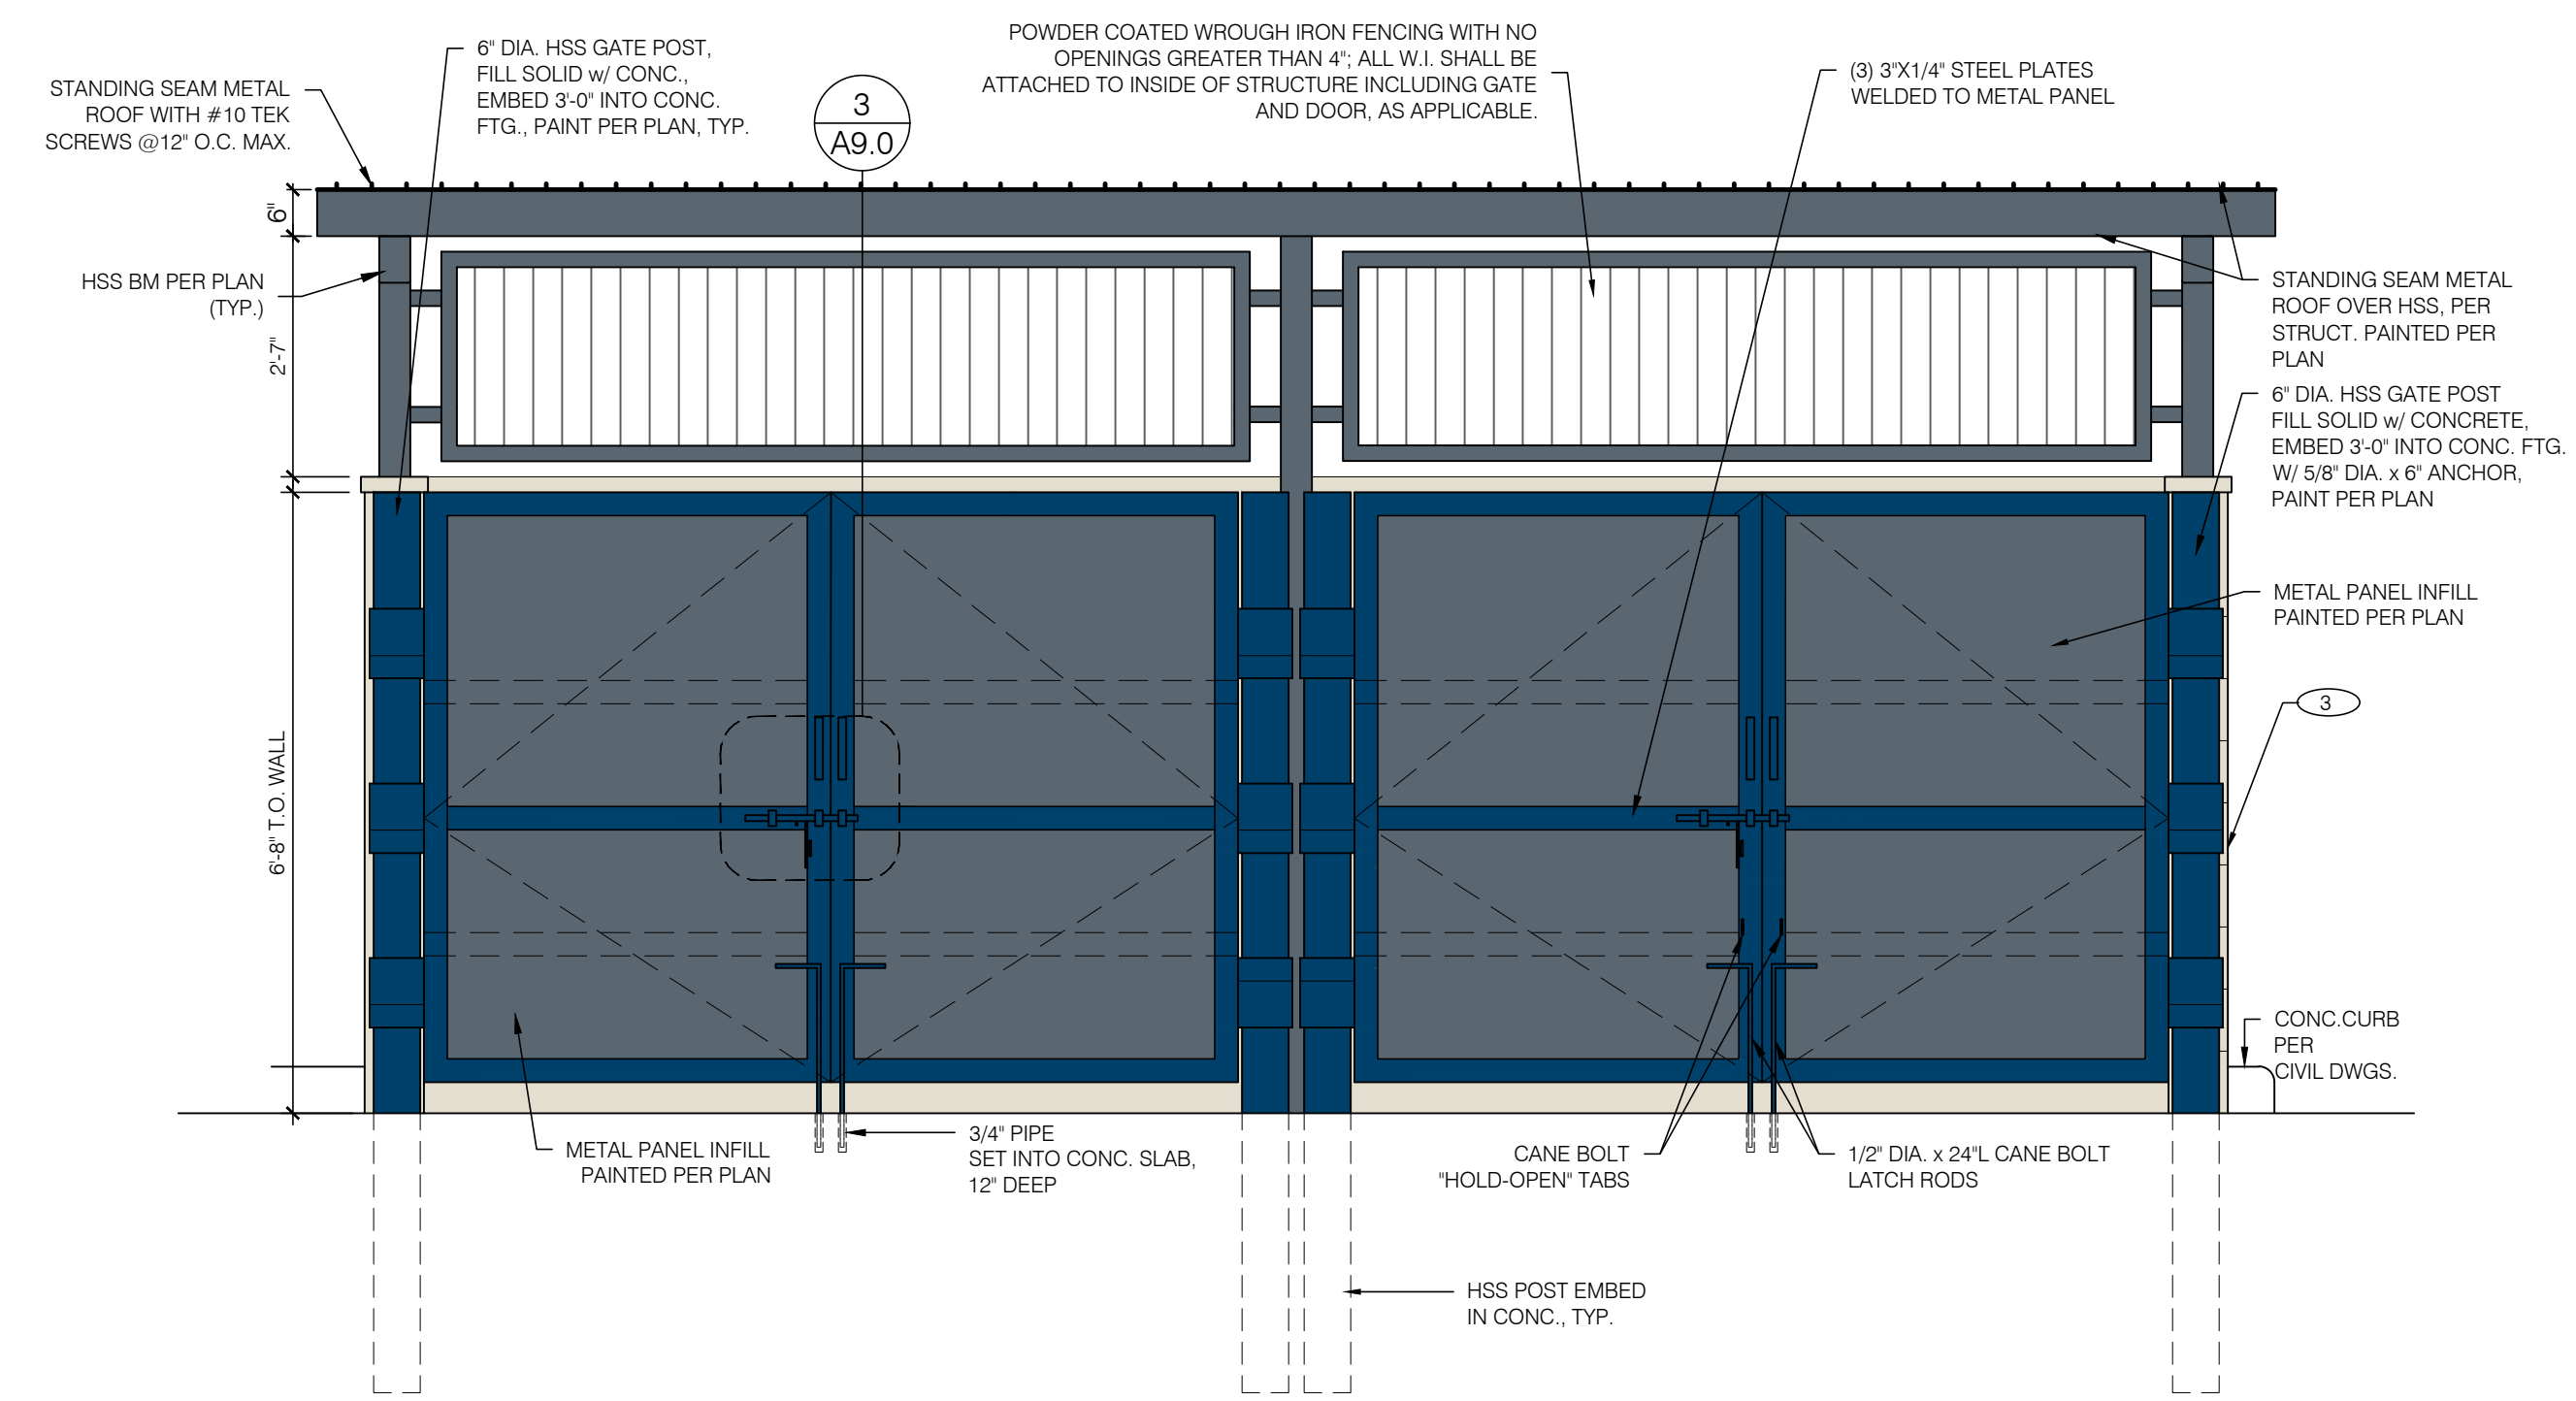 STANDING SEAM METAL
ROOF WITH #10 TEK
SCREWS @12" O.C. MAX.
6" DIA. HSS GATE POST,
FILL SOLID w/ CONC.,
EMBED 3'-0" INTO CONC.
FTG., PAINT PER PLAN, TYP.
3
A9.0
POWDER COATED WROUGH IRON FENCING WITH NO
OPENINGS GREATER THAN 4"; ALL W.I. SHALL BE
ATTACHED TO INSIDE OF STRUCTURE INCLUDING GATE
AND DOOR, AS APPLICABLE.
(3) 3"X1/4" STEEL PLATES
WELDED TO METAL PANEL
6"
HSS BM PER PLAN
(TYP.)
2'-7"
STANDING SEAM METAL
ROOF OVER HSS, PER
STRUCT. PAINTED PER
PLAN
6" DIA. HSS GATE POST
FILL SOLID w/ CONCRETE,
EMBED 3'-0" INTO CONC. FTG.
W/ 5/8" DIA. x 6" ANCHOR,
PAINT PER PLAN
METAL PANEL INFILL
PAINTED PER PLAN
3
6'-8" T.O. WALL
CONC.CURB
PER
CIVIL DWGS.
METAL PANEL INFILL
PAINTED PER PLAN
3/4" PIPE
SET INTO CONC. SLAB,
12" DEEP
CANE BOLT
"HOLD-OPEN" TABS
1/2" DIA. x 24"L CANE BOLT
LATCH RODS
HSS POST EMBED
IN CONC., TYP.